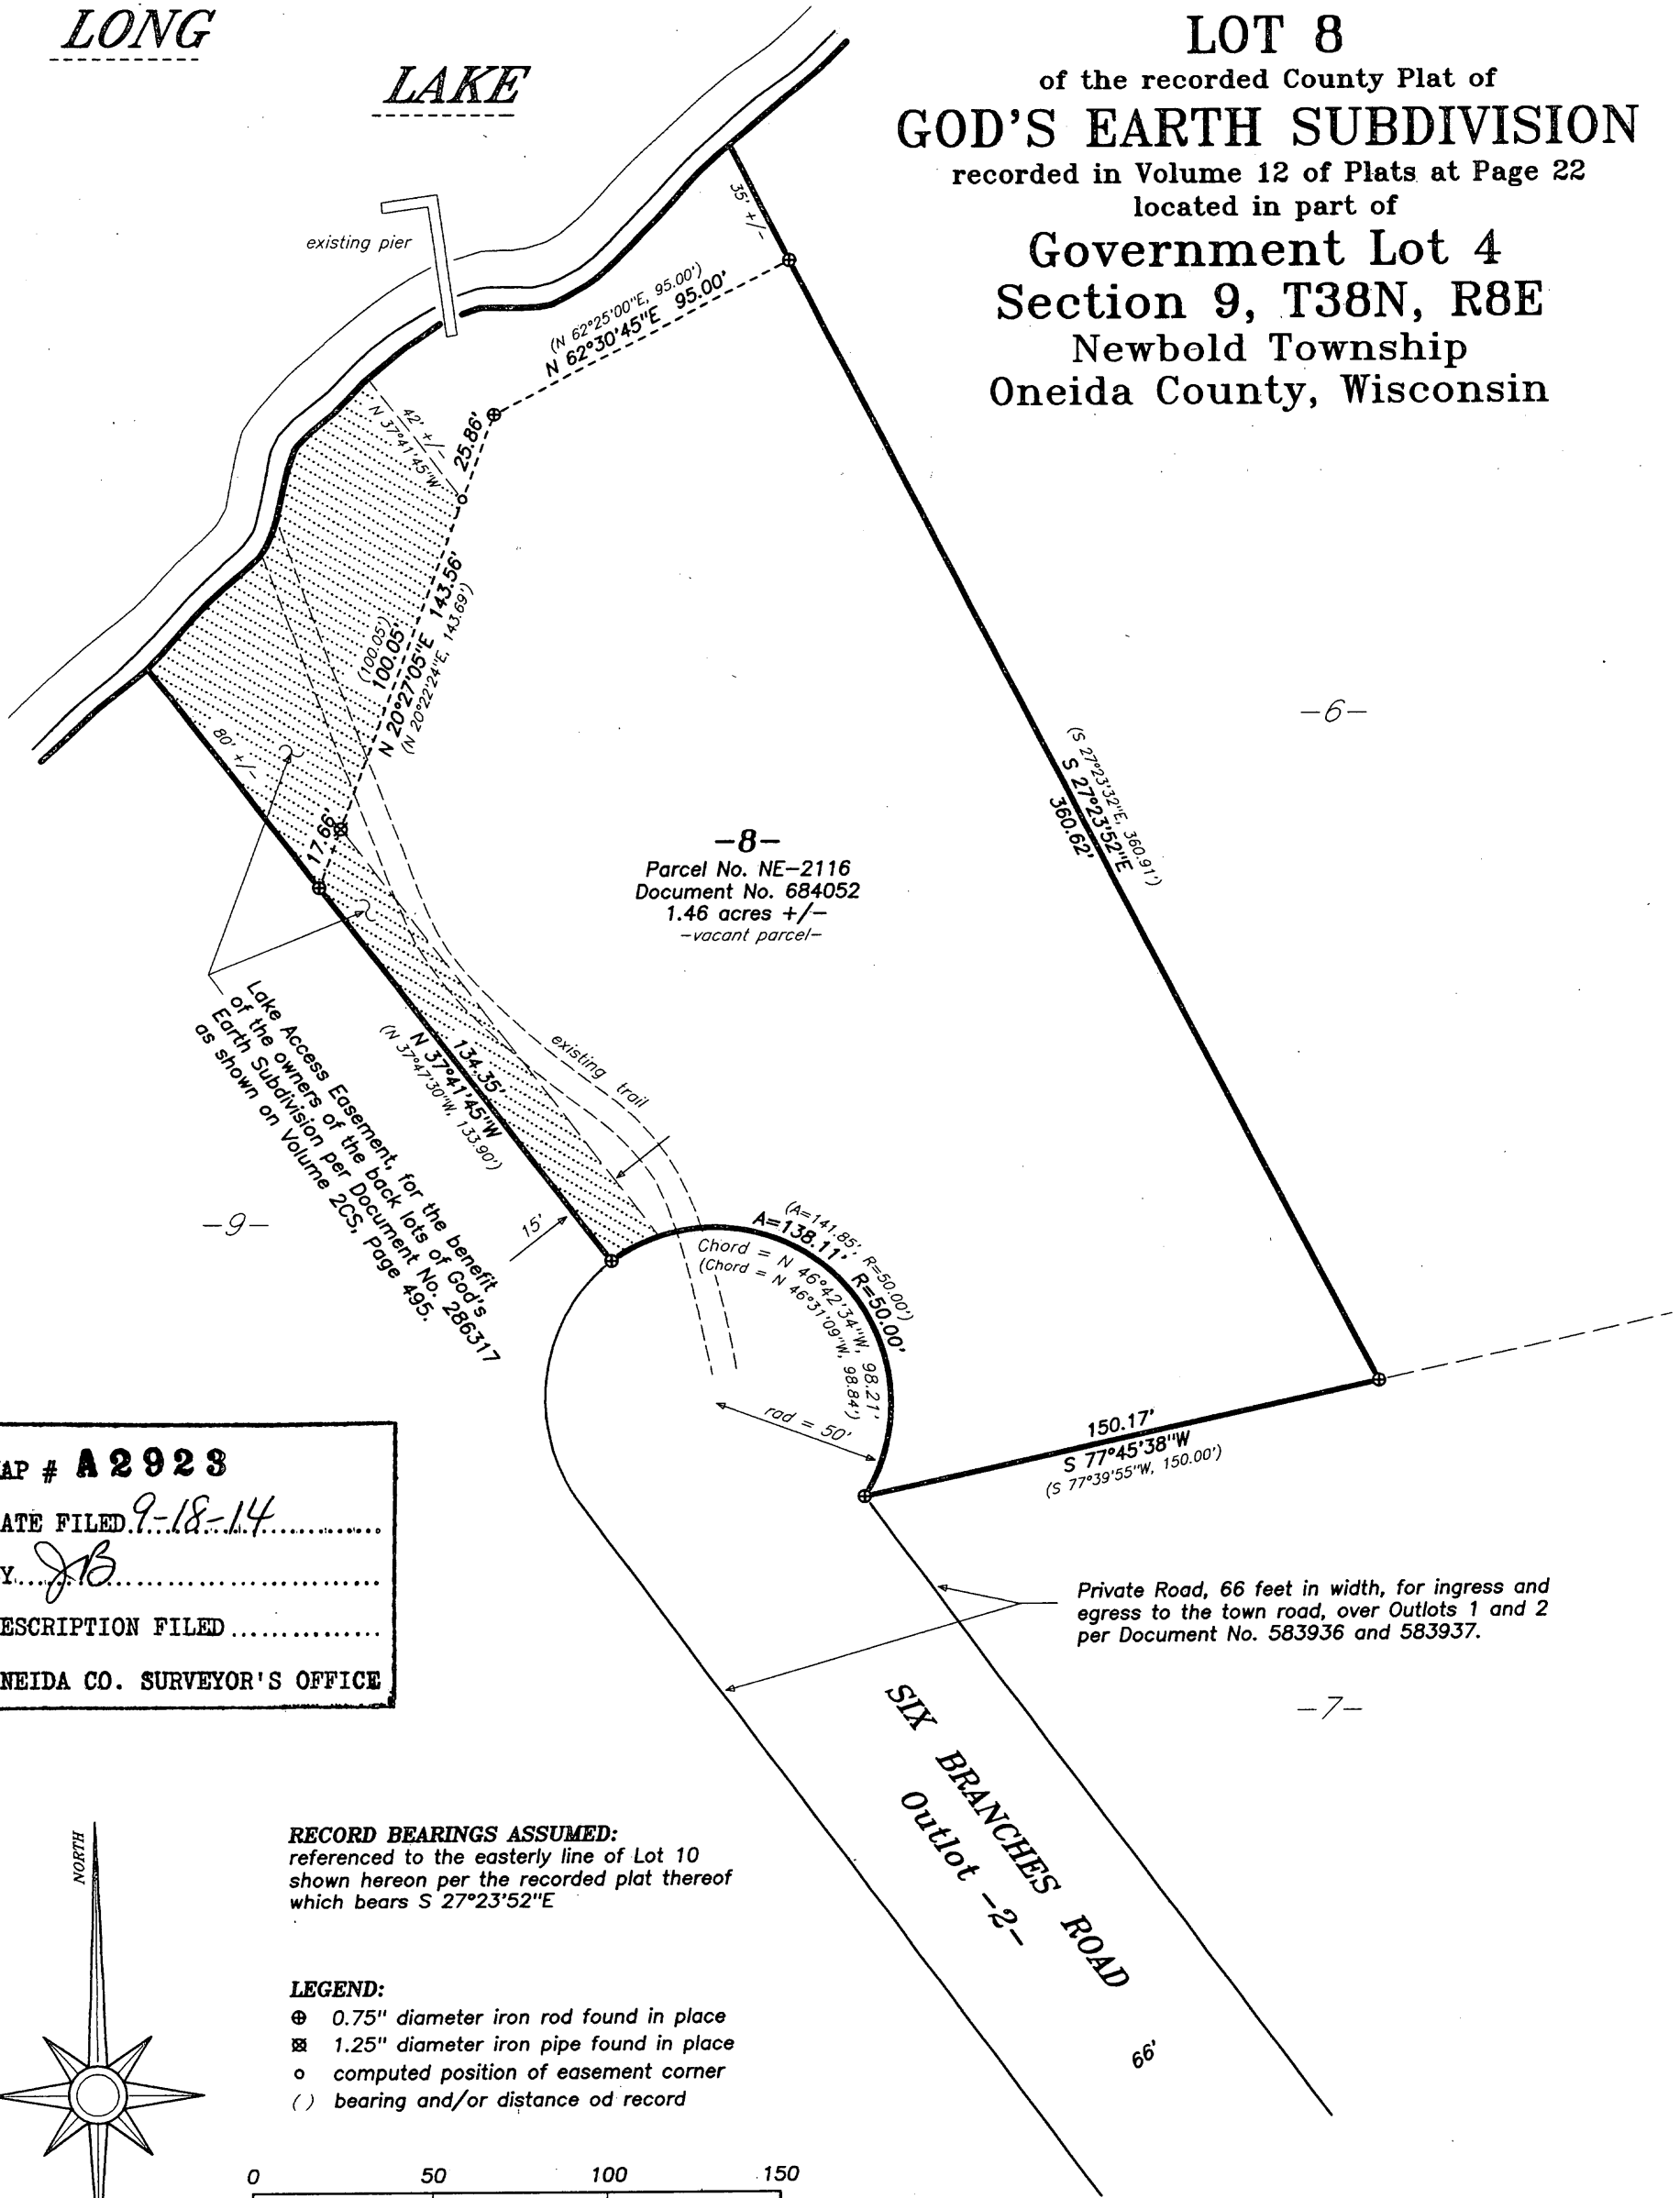 LONG
LAKE
LOT 8
of the recorded County Plat of
GOD'S EARTH SUBDIVISION
recorded in Volume 12 of Plats at Page 22
located in part of
Government Lot 4
Section 9, T38N, R8E
Newbold Township
Oneida County, Wisconsin
existing pier
35' +/-
(N 62°25'00"E, 95.00')
N 62°30'45"E 95.00'
42' +/-
N 37°41'45"W
25.86'
(100.05')
100.05'
N 20°27'05"E 143.56'
(N 20°22'24"E, 143.69')
80' +/-
17.66'
-6-
(S 27°23'32"E, 360.91')
S 27°23'52"E
360.62'
-8-
Parcel No. NE-2116
Document No. 684052
1.46 acres +/-
-vacant parcel-
Lake Access Easement, for the benefit
of the owners of the back lots of God's
Earth Subdivision per Document No. 286317
as shown on Volume 2CS, Page 495.
134.35'
N 37°41'45"W
(N 37°47'30"W, 133.90')
existing trail
15'
-9-
(A=141.85', R=50.00')
A=138.11' R=50.00'
Chord = N 46°42'34"W, 98.21'
(Chord = N 46°31'09"W, 98.84')
rad = 50'
150.17'
S 77°45'38"W
(S 77°39'55"W, 150.00')
AP # A2923
ATE FILED 9-18-14
Y JB
ESCRIPTION FILED
NEIDA CO. SURVEYOR'S OFFICE
Private Road, 66 feet in width, for ingress and
egress to the town road, over Outlots 1 and 2
per Document No. 583936 and 583937.
-7-
SIX BRANCHES ROAD
Outlot -2-
66'
NORTH
RECORD BEARINGS ASSUMED:
referenced to the easterly line of Lot 10
shown hereon per the recorded plat thereof
which bears S 27°23'52"E
LEGEND:
⊕ 0.75" diameter iron rod found in place
⊠ 1.25" diameter iron pipe found in place
o computed position of easement corner
( ) bearing and/or distance od record
0 50 100 150